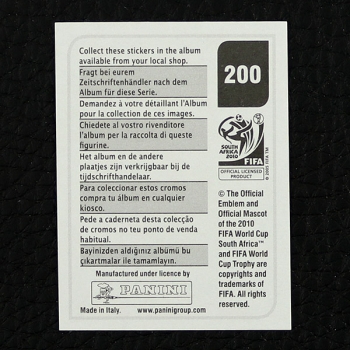 Collect these stickers in the album
available from your local shop.
Fragt bei eurem
Zeitschriftenhändler nach dem
Album für diese Serie.
Demandez à votre détaillant l'Album
pour la collection de ces images.
Chiedete al vostro rivenditore
l'album per la raccolta di queste
figurine.
Het album en de andere
plaatjes zijn verkrijgbaar bij de
tijdschrifthandelaar.
Para coleccionar estos cromos
compra tu álbum en cualquier
kiosco.
Pede a caderneta desta colecção
de cromos no teu ponto de venda
habitual.
Bayinizden aldiginiz albümü bu
çıkartmalar ile tamamlayın.
Manufactured under licence by
PANINI
Made in Italy. www.paninigroup.com
200
SOUTH AFRICA
2010
FIFA
© 2005 FIFA TM
OFFICIAL LICENSED
PRODUCT
© The Official
Emblem and
Official Mascot
of the 2010
FIFA World Cup
South Africa™
and FIFA World
Cup Trophy are
copyrights and
trademarks of
FIFA. All rights
reserved.